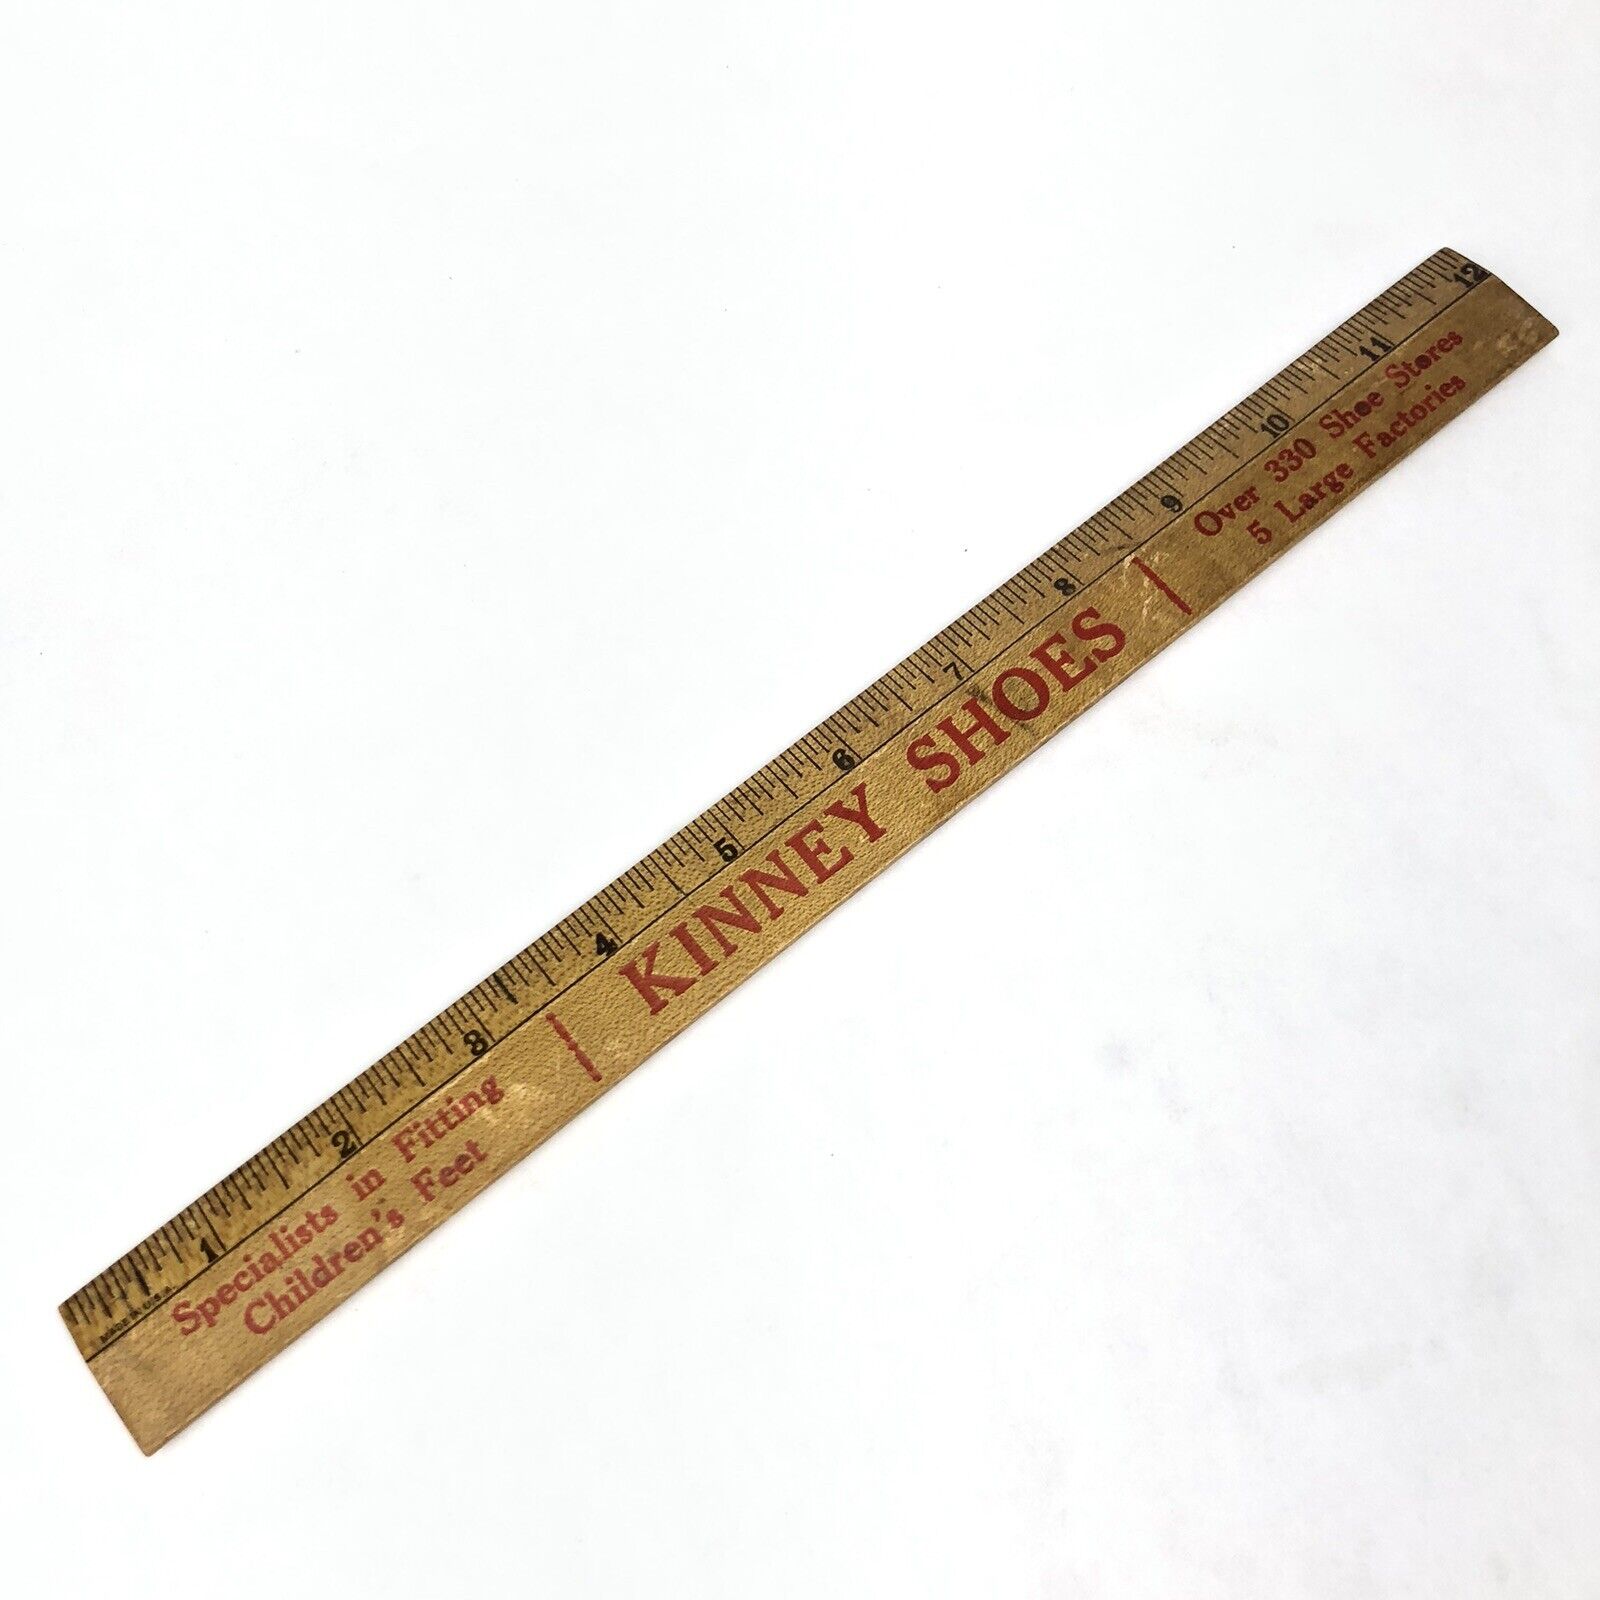 1 2 3 4 5 6 7 8 9 10 11 12
MADE IN U.S.A.
Specialists in Fitting
Children's Feet
KINNEY SHOES
Over 330 Shoe Stores
5 Large Factories